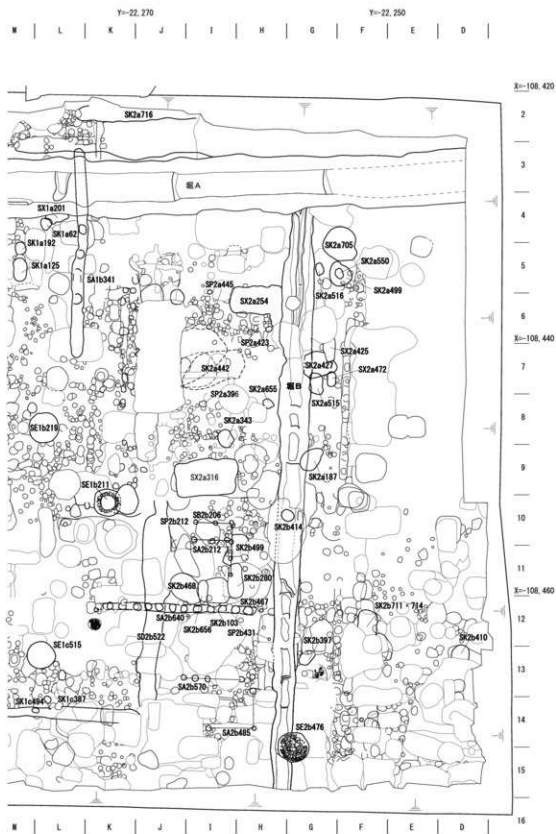 Y=-22,270
Y=-22,250
M L K J I H G F E D
X=-108,420
2
SK2a716
3
堀A
SX1a201
4
SK1a62
SK1a192
SK2a705
SK2a550
5
SK1a125
SA1b341
SP2a445
SK2a516
SK2a499
SX2a254
6
SP2a423
X=-108,440
SX2a425
SK2a442
SK2a427
SX2a472
7
SK2a655
堀B
SP2a396
SX2a515
SK2a343
8
SE1b219
9
SE1b211
SX2a316
SK2a187
SP2b212
SB2b206
10
SK2b414
SA2b212
SK2b499
11
SK2b468
SK2b280
X=-108,460
SK2b467
SK2b711・714
SA2b640
SK2b103
12
SD2b522
SK2b656
SP2b431
SK2b397
SK2b410
SE1c515
13
SA2b570
SK1c494
SK1c387
SA2b485
SE2b476
14
15
M L K J I H G F E D
16